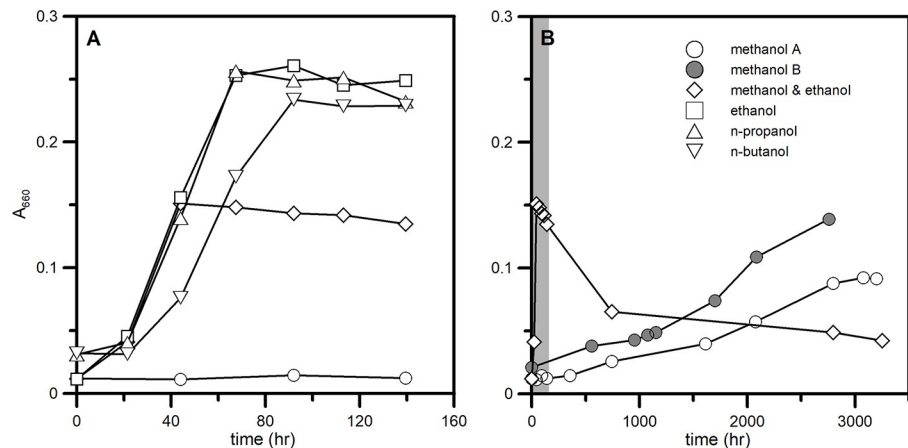 0.3
0.2
0.1
0
A660
A
0 40 80 120 160
time (hr)
0.3
0.2
0.1
0
B
methanol A
methanol B
methanol & ethanol
ethanol
n-propanol
n-butanol
0 1000 2000 3000
time (hr)